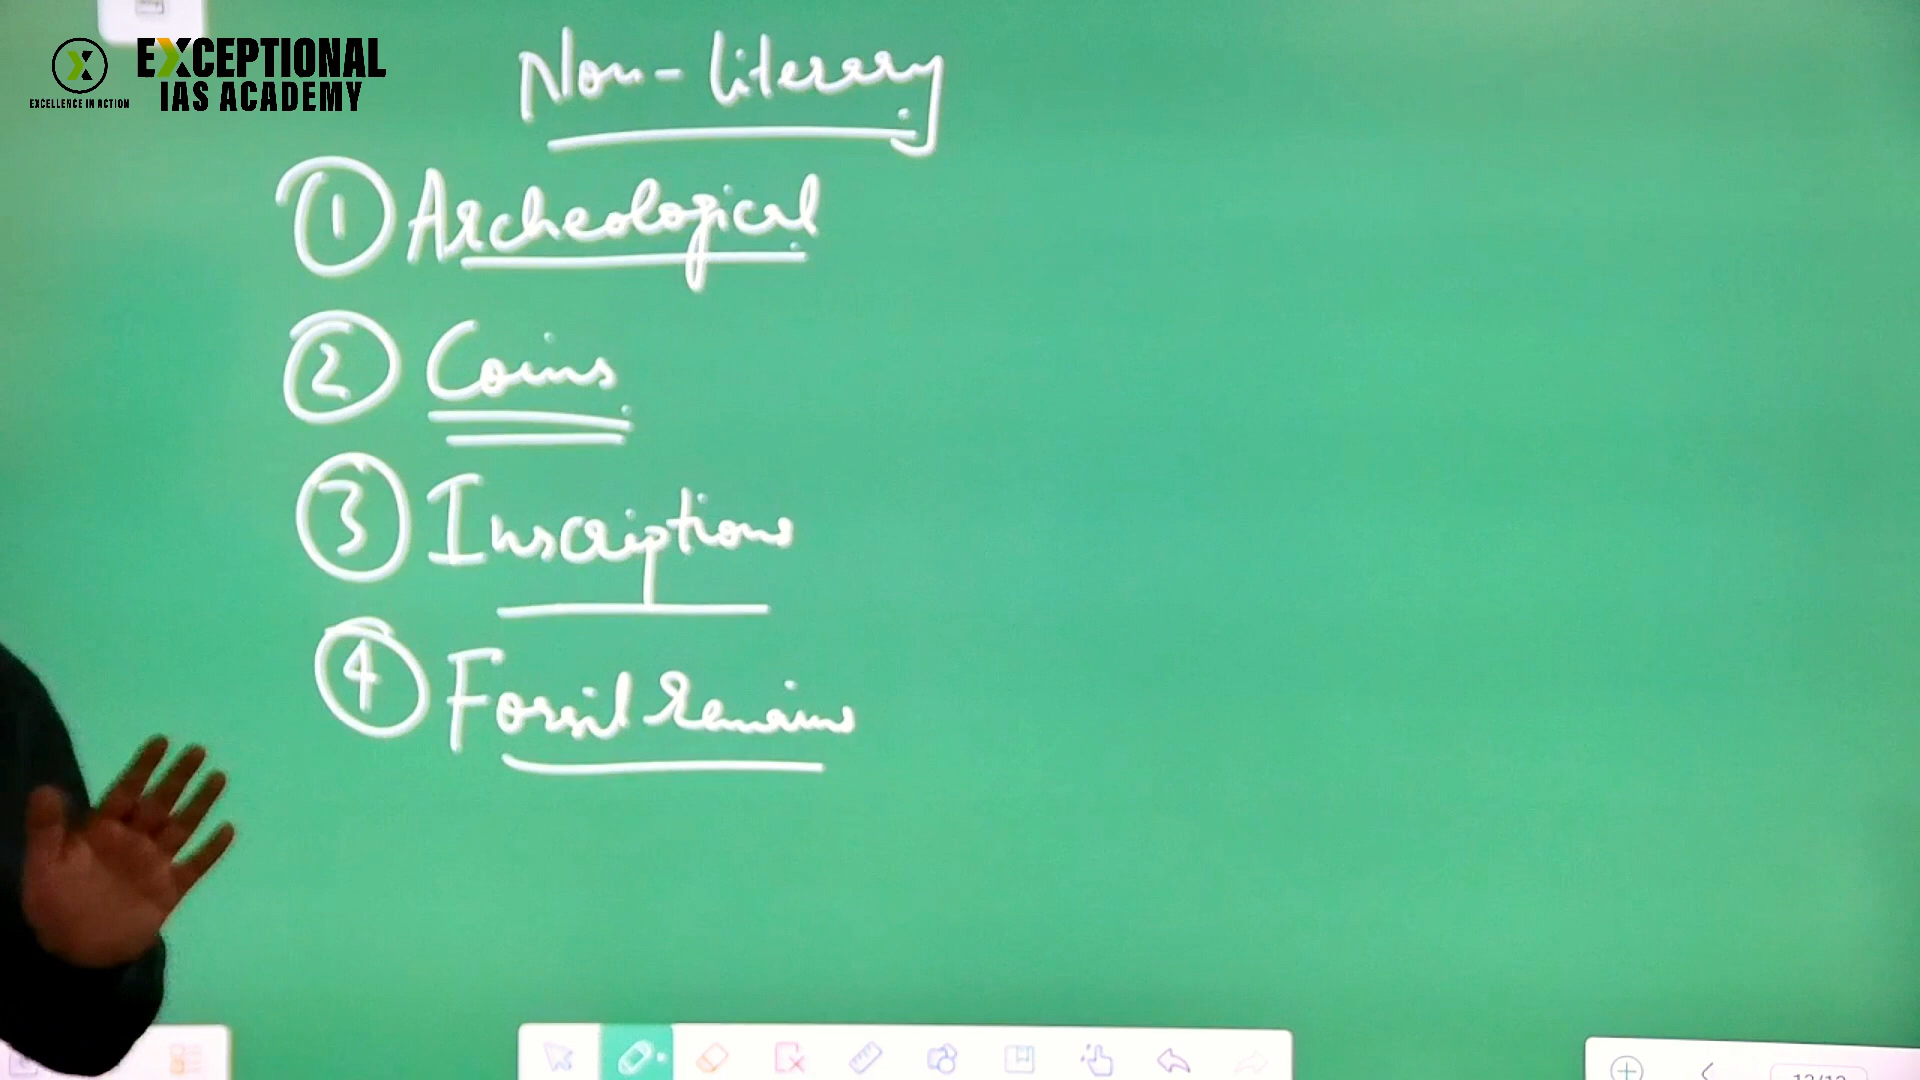 EXCEPTIONAL
IAS ACADEMY
EXCELLENCE IN ACTION
Non-Literary
① Archeological
② Coins
③ Inscriptions
④ Fossil remains